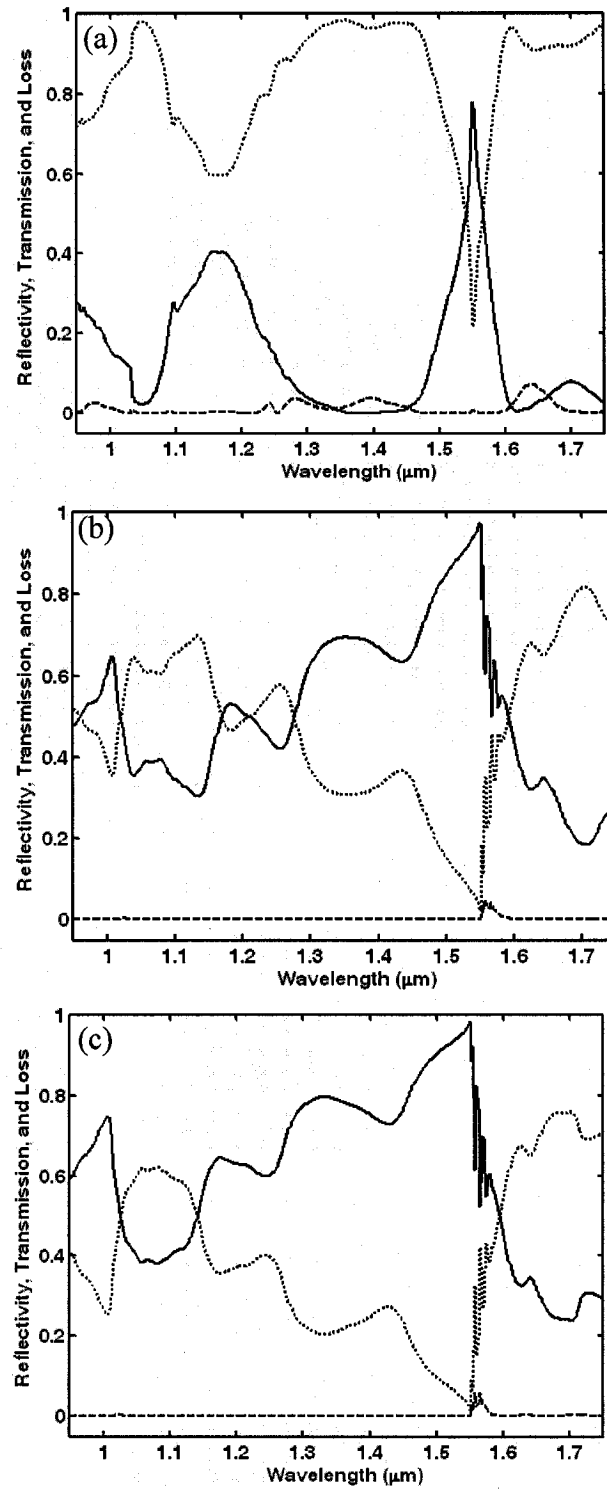 (a)
Reflectivity, Transmission, and Loss
1
0.8
0.6
0.4
0.2
0
1 1.1 1.2 1.3 1.4 1.5 1.6 1.7
Wavelength (μm)
(b)
Reflectivity, Transmission, and Loss
1
0.8
0.6
0.4
0.2
0
1 1.1 1.2 1.3 1.4 1.5 1.6 1.7
Wavelength (μm)
(c)
Reflectivity, Transmission, and Loss
1
0.8
0.6
0.4
0.2
0
1 1.1 1.2 1.3 1.4 1.5 1.6 1.7
Wavelength (μm)